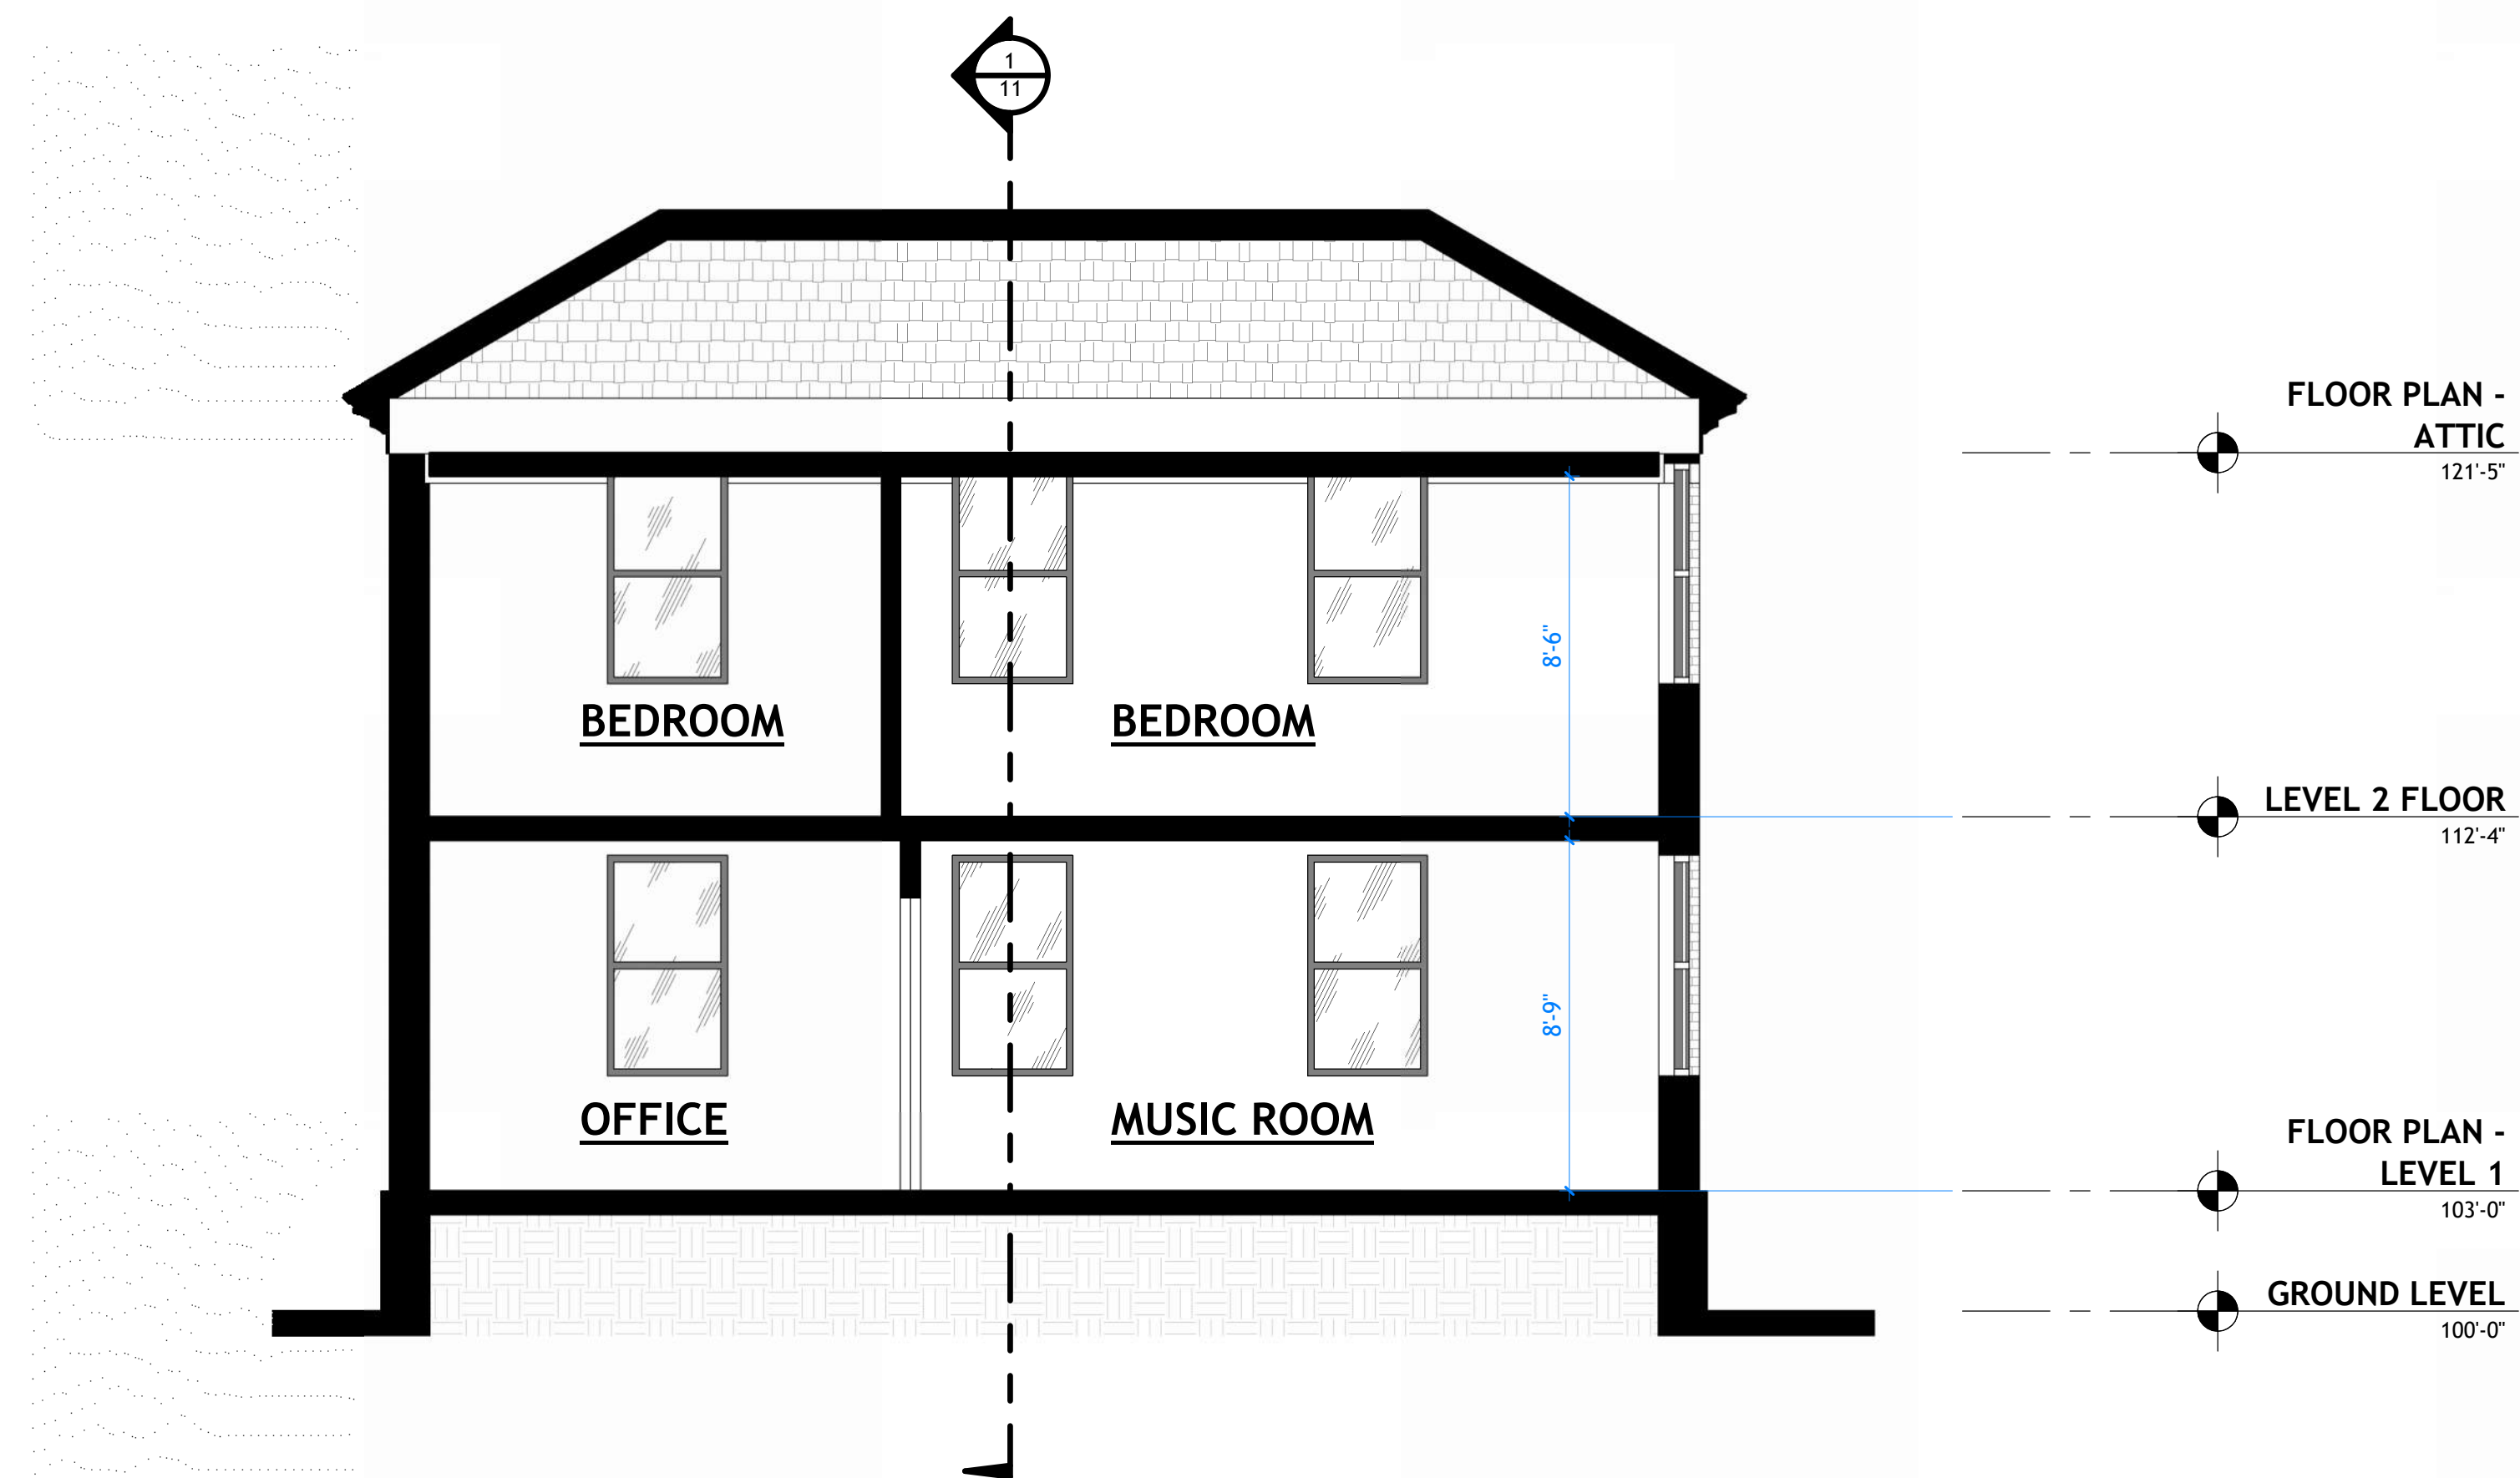 1
11
FLOOR PLAN -
ATTIC
121'-5"
8'-6"
BEDROOM
BEDROOM
LEVEL 2 FLOOR
112'-4"
8'-9"
OFFICE
MUSIC ROOM
FLOOR PLAN -
LEVEL 1
103'-0"
GROUND LEVEL
100'-0"